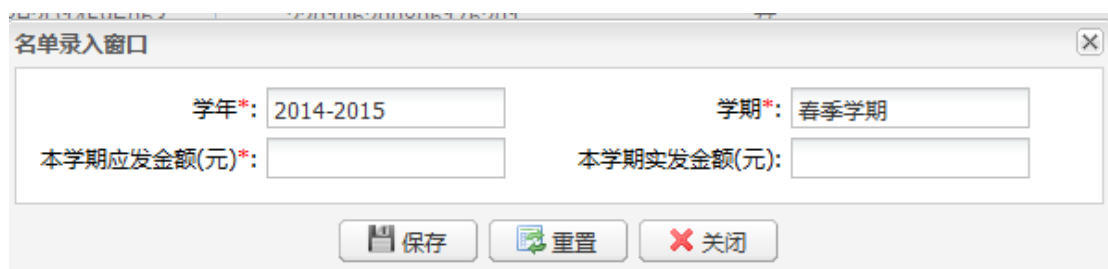 名单录入窗口
学年*: 2014-2015 学期*: 春季学期
本学期应发金额(元)*: 本学期实发金额(元):
保存 重置 关闭